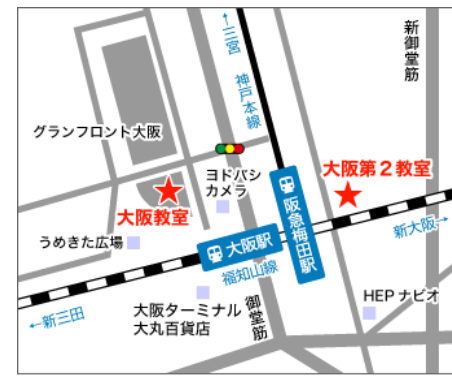 ←三宮
神戸本線
新御堂筋
グランフロント大阪
ヨドバシ
カメラ
大阪第2教室
大阪教室
阪急梅田駅
うめきた広場
大阪駅
新大阪→
福知山線
HEPナビオ
←新三田
大阪ターミナル
大丸百貨店
御堂筋